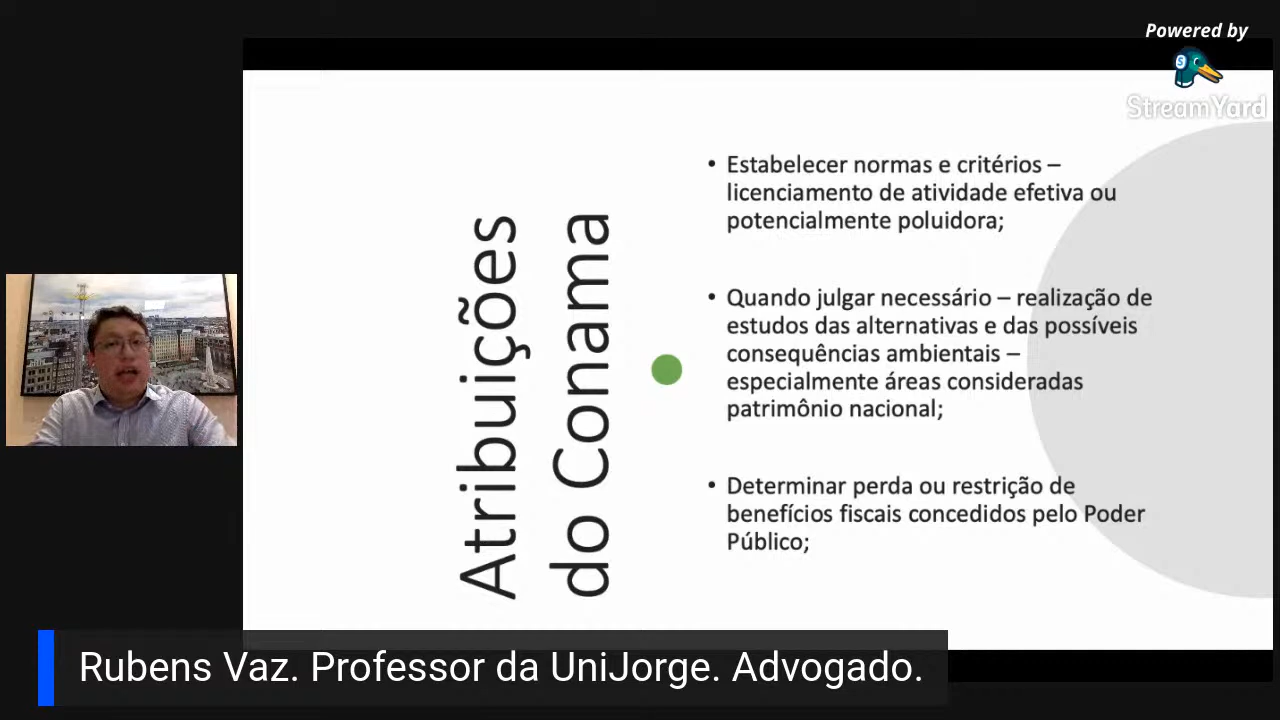 Powered by
StreamYard
Atribuições
do Conama
• Estabelecer normas e critérios –
licenciamento de atividade efetiva ou
potencialmente poluidora;
• Quando julgar necessário – realização de
estudos das alternativas e das possíveis
consequências ambientais –
especialmente áreas consideradas
patrimônio nacional;
• Determinar perda ou restrição de
benefícios fiscais concedidos pelo Poder
Público;
Rubens Vaz. Professor da UniJorge. Advogado.